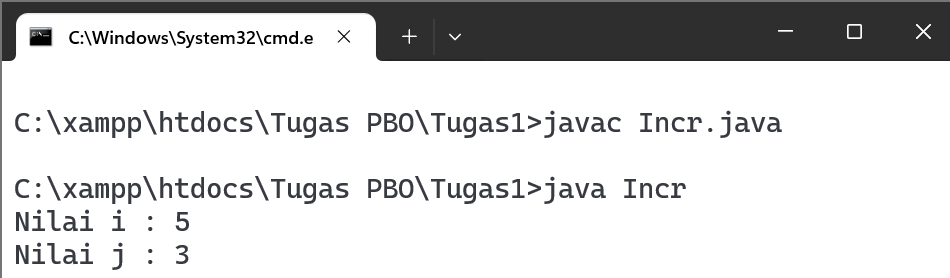 C:\Windows\System32\cmd.e
C:\xampp\htdocs\Tugas PBO\Tugas1>javac Incr.java
C:\xampp\htdocs\Tugas PBO\Tugas1>java Incr
Nilai i : 5
Nilai j : 3